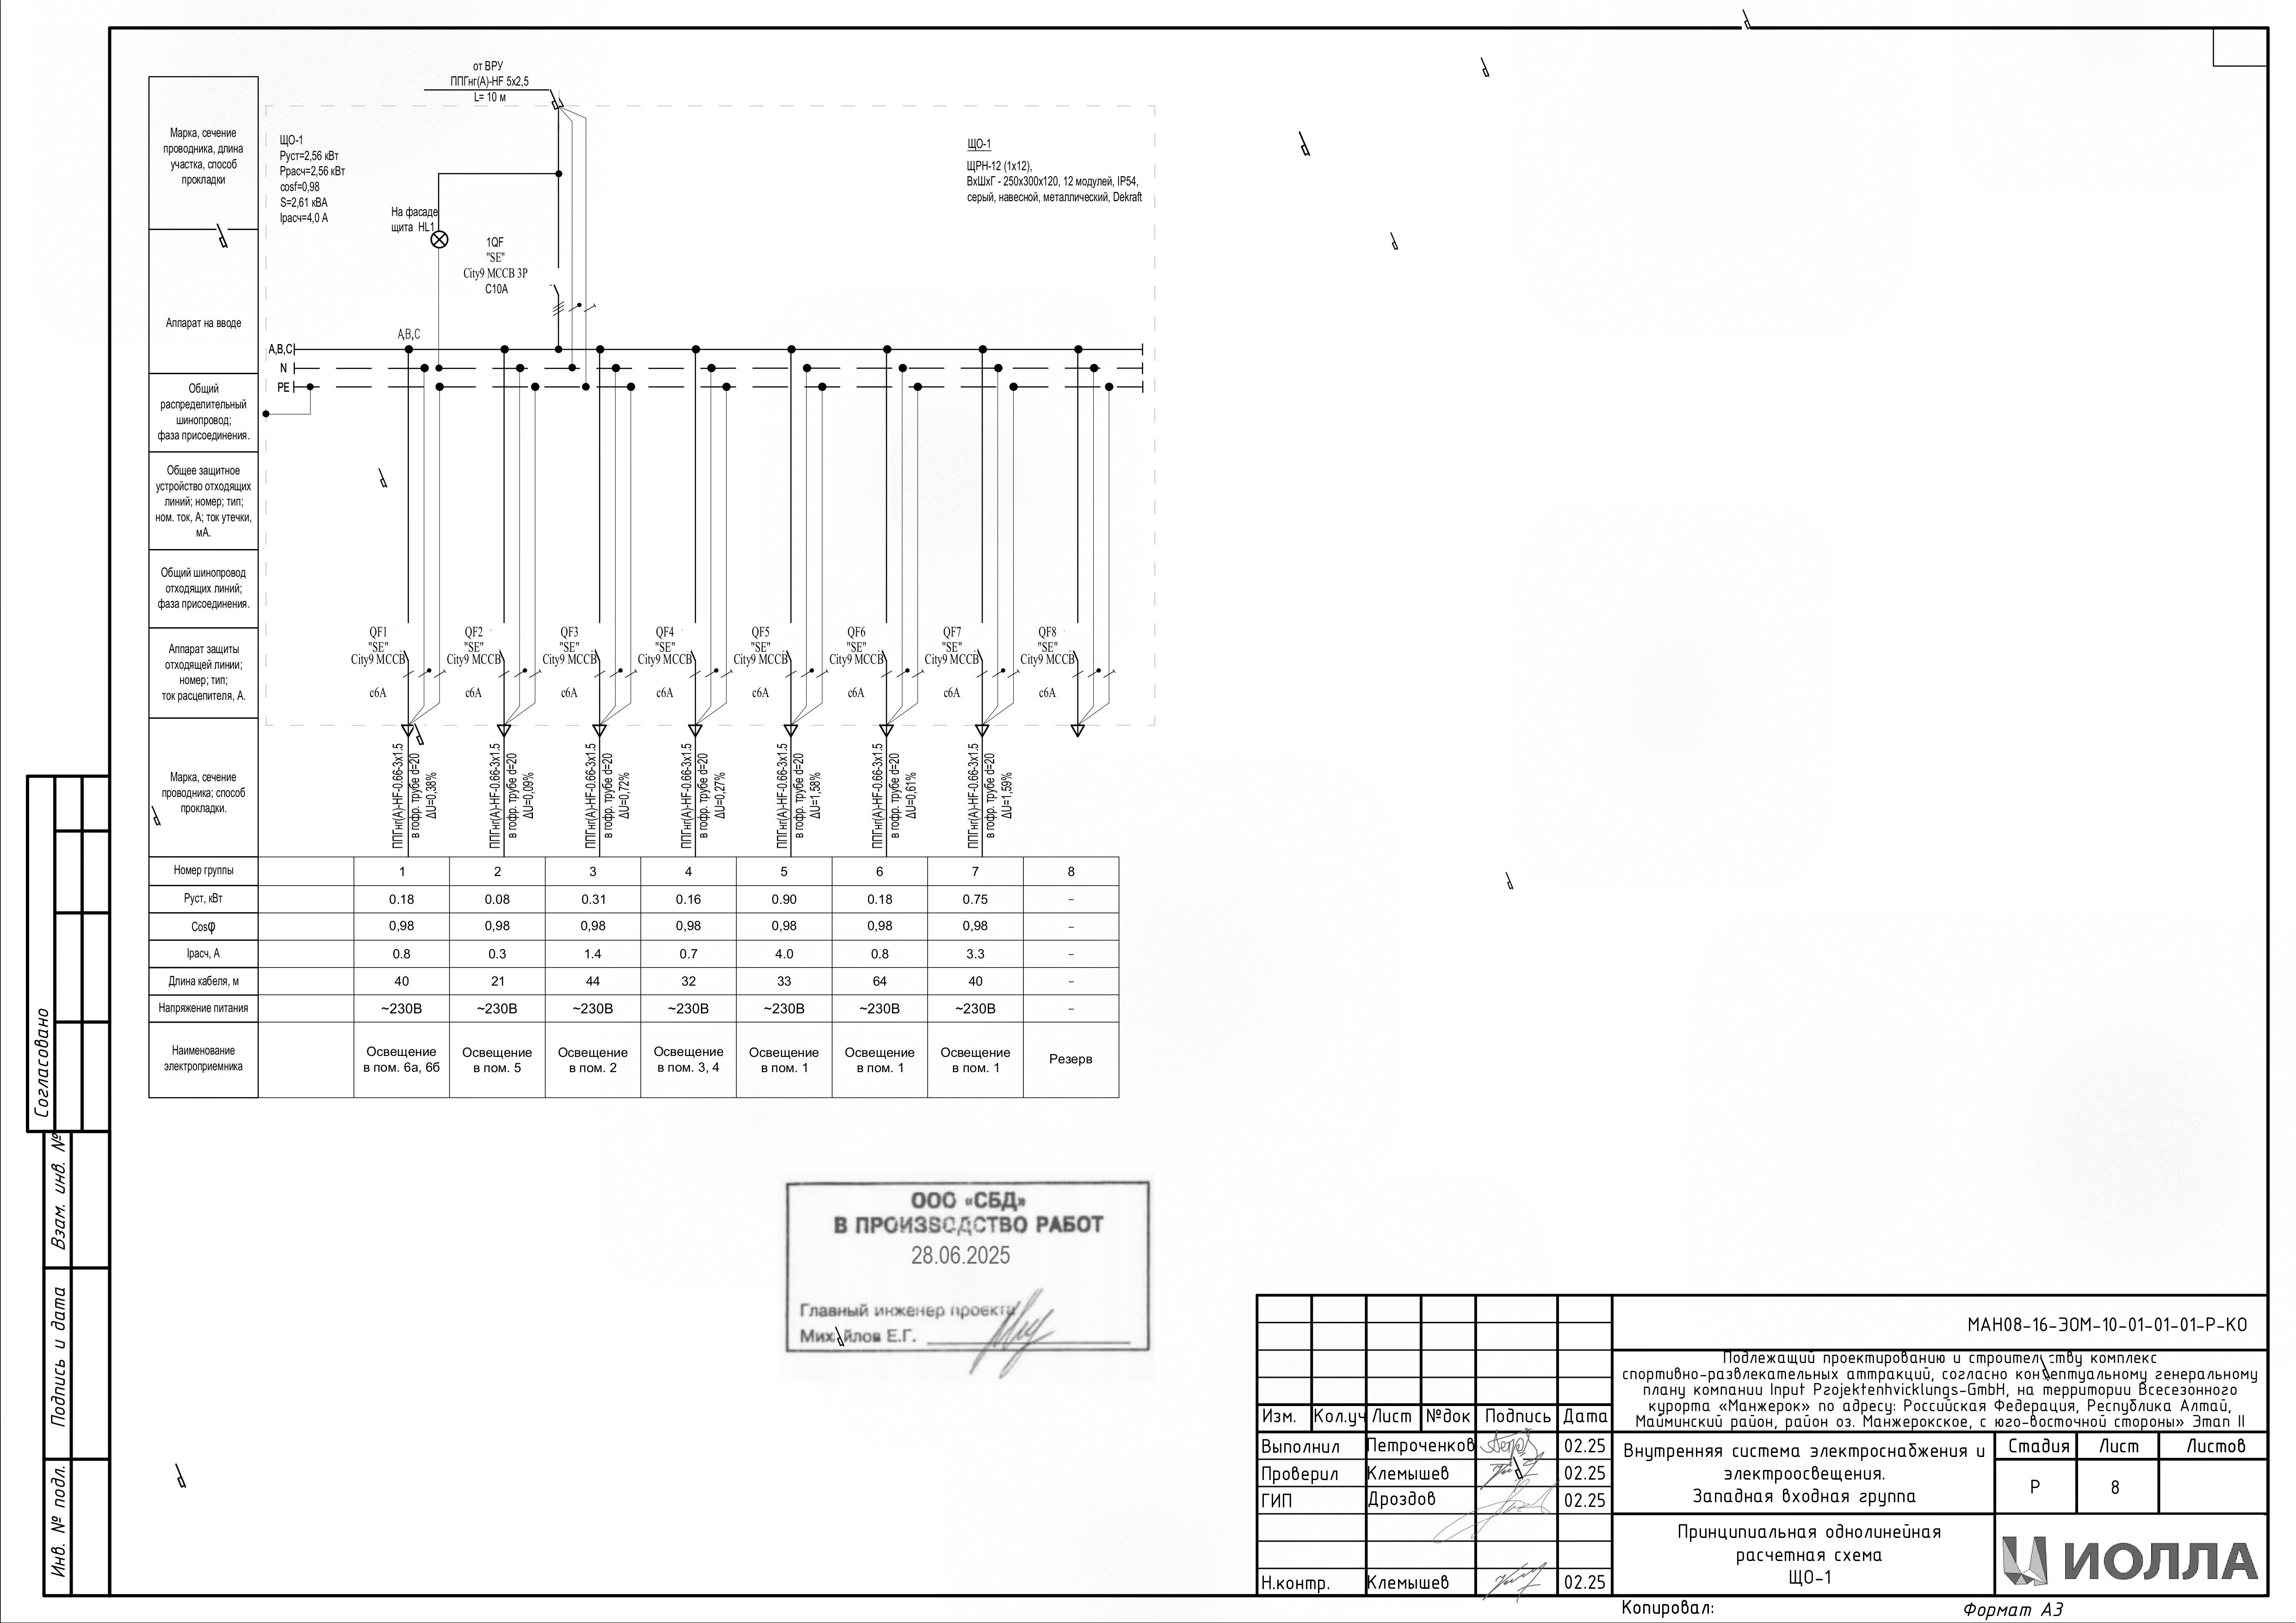 от ВРУ
ППГнг(А)-HF 5х2,5
L= 10 м
Марка, сечение
проводника, длина
участка, способ
прокладки
Аппарат на вводе
Общий
распределительный
шинопровод;
фаза присоединения.
Общее защитное
устройство отходящих
линий; номер; тип;
ном. ток, А; ток утечки,
мА.
Общий шинопровод
отходящих линий;
фаза присоединения.
Аппарат защиты
отходящей линии;
номер; тип;
ток расцепителя, А.
Марка, сечение
проводника; способ
прокладки.
ЩО-1
Руст=2,56 кВт
Ррасч=2,56 кВт
cosf=0,98
S=2,61 кВА
Iрасч=4,0 А
На фасаде
щита HL1
1QF
"SE"
City9 MCCB 3P
C10A
ЩО-1
ЩРН-12 (1х12),
ВхШхГ - 250х300х120, 12 модулей, IP54,
серый, навесной, металлический, Dekraft
A,B,C
A,B,C
N
PE
QF1 QF2 QF3 QF4 QF5 QF6 QF7 QF8
"SE" "SE" "SE" "SE" "SE" "SE" "SE" "SE"
City9 MCCB City9 MCCB City9 MCCB City9 MCCB City9 MCCB City9 MCCB City9 MCCB City9 MCCB
c6A c6A c6A c6A c6A c6A c6A c6A
ППГнг(А)-HF-0.66-3х1.5
в гофр. трубе d=20
ΔU=0,38%
ППГнг(А)-HF-0.66-3х1.5
в гофр. трубе d=20
ΔU=0,09%
ППГнг(А)-HF-0.66-3х1.5
в гофр. трубе d=20
ΔU=0,72%
ППГнг(А)-HF-0.66-3х1.5
в гофр. трубе d=20
ΔU=0,27%
ППГнг(А)-HF-0.66-3х1.5
в гофр. трубе d=20
ΔU=1,58%
ППГнг(А)-HF-0.66-3х1.5
в гофр. трубе d=20
ΔU=0,61%
ППГнг(А)-HF-0.66-3х1.5
в гофр. трубе d=20
ΔU=1,59%
Номер группы 1 2 3 4 5 6 7 8
Руст, кВт 0.18 0.08 0.31 0.16 0.90 0.18 0.75 –
Cosφ 0,98 0,98 0,98 0,98 0,98 0,98 0,98 –
Iрасч, А 0.8 0.3 1.4 0.7 4.0 0.8 3.3 –
Длина кабеля, м 40 21 44 32 33 64 40 –
Напряжение питания ~230В ~230В ~230В ~230В ~230В ~230В ~230В –
Наименование
электроприемника
Освещение
в пом. 6а, 6б
Освещение
в пом. 5
Освещение
в пом. 2
Освещение
в пом. 3, 4
Освещение
в пом. 1
Освещение
в пом. 1
Освещение
в пом. 1
Резерв
ООО «СБД»
В ПРОИЗВОДСТВО РАБОТ
28.06.2025
Главный инженер проекта
Михайлов Е.Г.
Согласовано
Взам. инв. №
Подпись и дата
Инв. № подл.
МАН08-16-ЭОМ-10-01-01-01-Р-КО
Подлежащий проектированию и строительству комплекс
спортивно-развлекательных аттракций, согласно концептуальному генеральному
плану компании Input Projektenhvicklungs-GmbH, на территории Всесезонного
курорта «Манжерок» по адресу: Российская Федерация, Республика Алтай,
Майминский район, район оз. Манжерокское, с юго-восточной стороны» Этап II
Изм. Кол.уч Лист №док Подпись Дата
Выполнил Петроченков 02.25
Проверил Клемышев 02.25
ГИП Дроздов 02.25
Н.контр. Клемышев 02.25
Внутренняя система электроснабжения и
электроосвещения.
Западная входная группа
Стадия Лист Листов
Р 8
Принципиальная однолинейная
расчетная схема
ЩО-1
ИОЛЛА
Копировал:
Формат А3